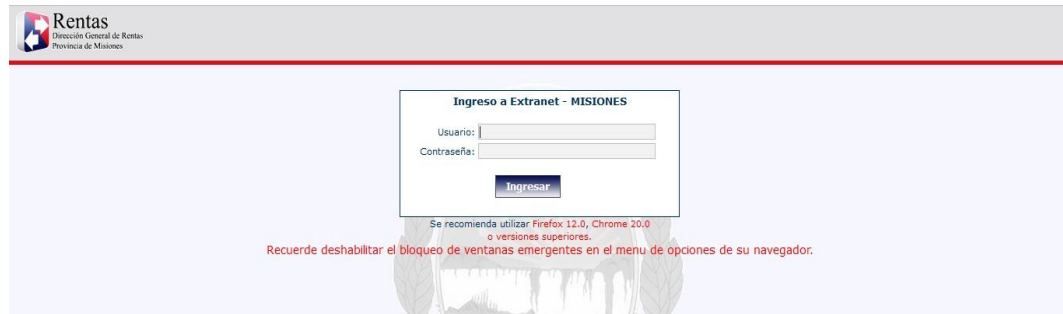 Rentas
Dirección General de Rentas
Provincia de Misiones
Ingreso a Extranet - MISIONES
Usuario:
Contraseña:
Ingresar
Se recomienda utilizar Firefox 12.0, Chrome 20.0
o versiones superiores.
Recuerde deshabilitar el bloqueo de ventanas emergentes en el menu de opciones de su navegador.